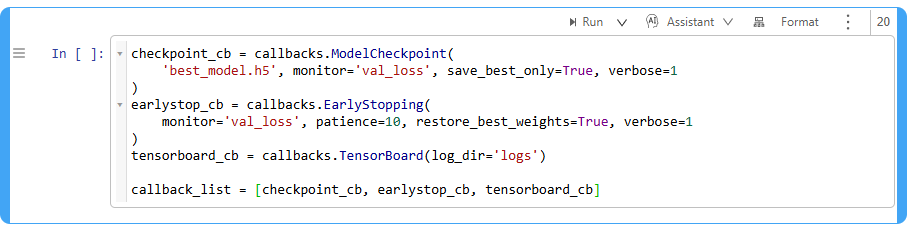 Run Assistant Format 20
In [ ]:
checkpoint_cb = callbacks.ModelCheckpoint(
    'best_model.h5', monitor='val_loss', save_best_only=True, verbose=1
)
earlystop_cb = callbacks.EarlyStopping(
    monitor='val_loss', patience=10, restore_best_weights=True, verbose=1
)
tensorboard_cb = callbacks.TensorBoard(log_dir='logs')

callback_list = [checkpoint_cb, earlystop_cb, tensorboard_cb]